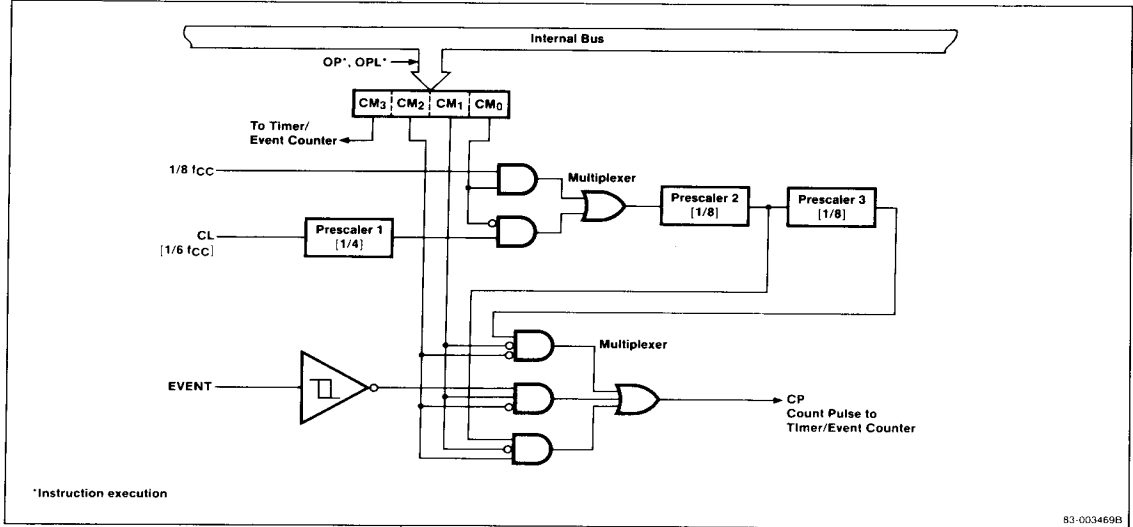 Internal Bus
OP*, OPL*
CM3 CM2 CM1 CM0
To Timer/
Event Counter
1/8 fCC
Multiplexer
Prescaler 2
[1/8]
Prescaler 3
[1/8]
CL
[1/6 fCC]
Prescaler 1
[1/4]
Multiplexer
EVENT
CP
Count Pulse to
Timer/Event Counter
*Instruction execution
83-003469B